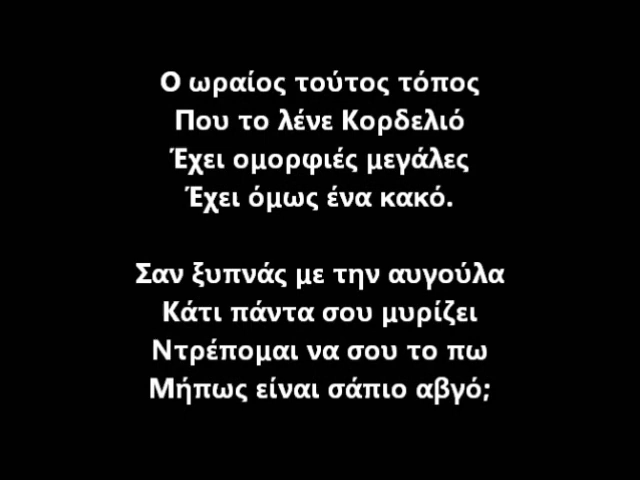 Ο ωραίος τούτος τόπος
Που το λένε Κορδελιό
Έχει ομορφιές μεγάλες
Έχει όμως ένα κακό.
Σαν ξυπνάς με την αυγούλα
Κάτι πάντα σου μυρίζει
Ντρέπομαι να σου το πω
Μήπως είναι σάπιο αβγό;